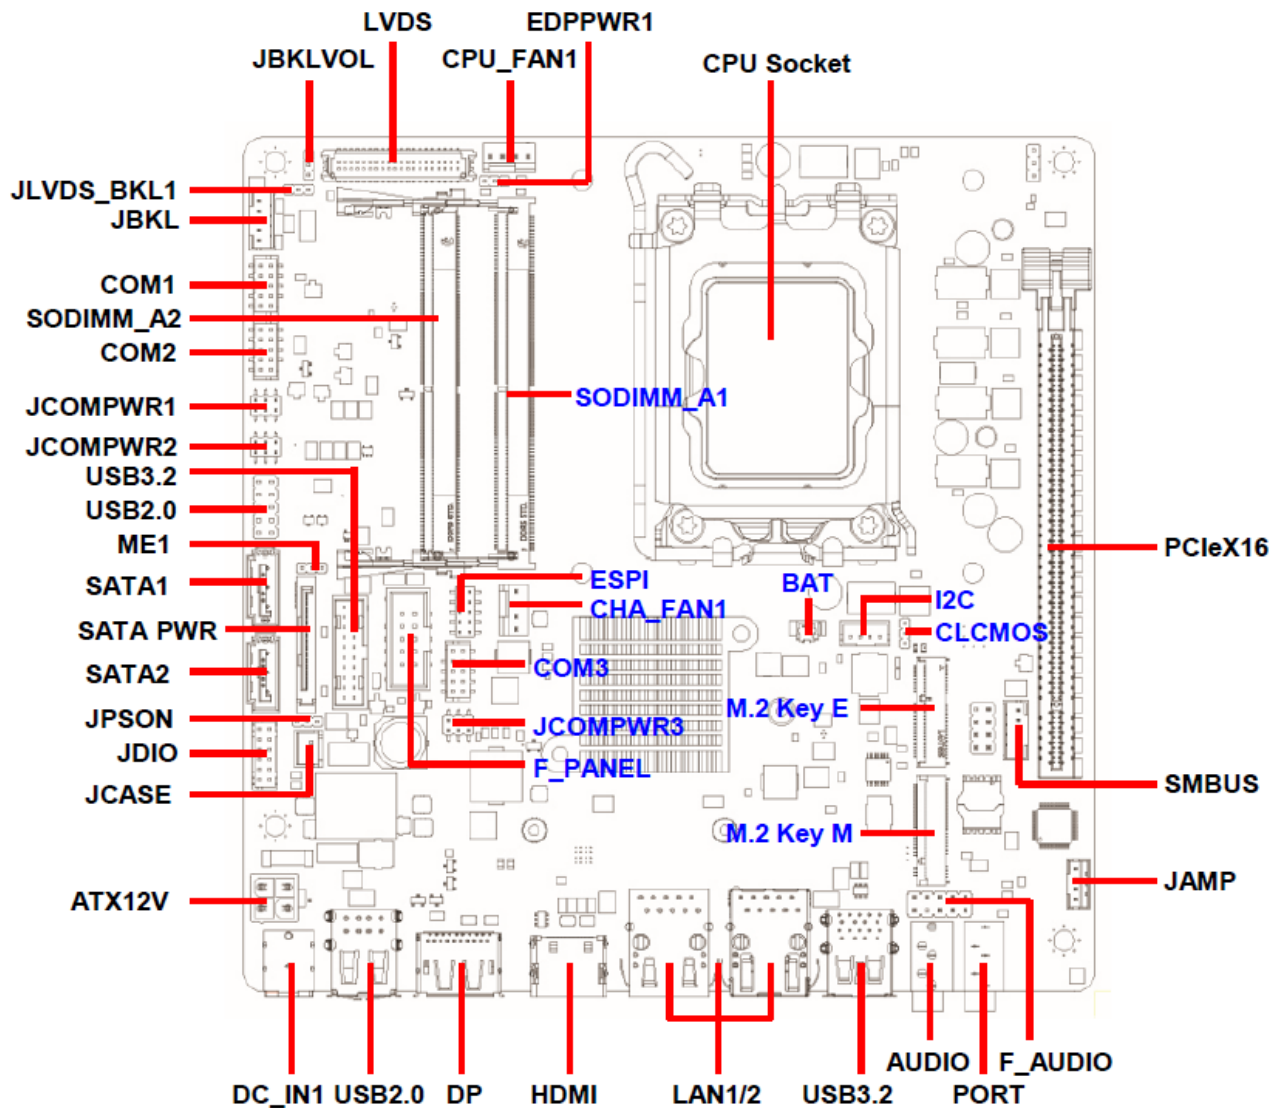 LVDS
EDPPWR1
JBKLVOL
CPU_FAN1
CPU Socket
JLVDS_BKL1
JBKL
COM1
SODIMM_A2
COM2
SODIMM_A1
JCOMPWR1
JCOMPWR2
USB3.2
USB2.0
ME1
PCIeX16
SATA1
ESPI
BAT
CHA_FAN1
I2C
SATA PWR
CLCMOS
SATA2
COM3
M.2 Key E
JPSON
JCOMPWR3
JDIO
F_PANEL
JCASE
SMBUS
M.2 Key M
ATX12V
JAMP
AUDIO
F_AUDIO
DC_IN1
USB2.0
DP
HDMI
LAN1/2
USB3.2
PORT